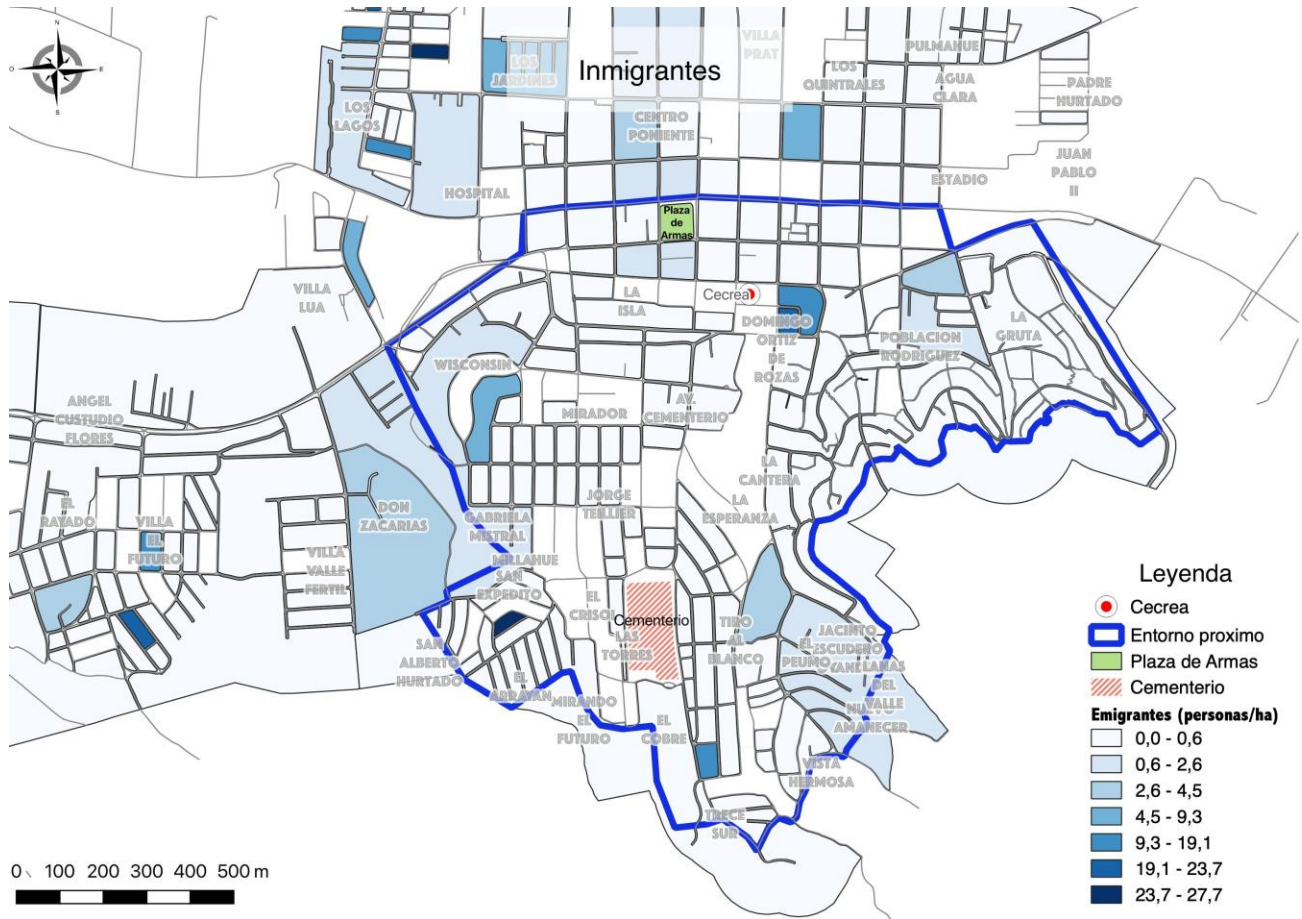 N
O
E
S
Inmigrantes
VILLA
PRAT
PULMAHUE
LOS
JARDINES
LOS
QUINTRALES
AGUA
CLARA
PADRE
HURTADO
LOS
LAGOS
CENTRO
PONIENTE
JUAN
PABLO
II
HOSPITAL
ESTADIO
Plaza
de
Armas
VILLA
LUA
LA
ISLA
Cecrea
DOMINGO
ORTIZ
DE
ROZAS
POBLACION
RODRIGUEZ
LA
GRUTA
WISCONSIN
ANGEL
CUSTUDIO
FLORES
MIRADOR
AV.
CEMENTERIO
LA
CANTERA
EL
RAYADO
VILLA
EL
FUTURO
DON
ZACARIAS
JORGE
TEILLIER
LA
ESPERANZA
GABRIELA
MISTRAL
VILLA
VALLE
FERTIL
MILLAHUE
SAN
EXPEDITO
EL
CRISOL
Cementerio
LAS
TORRES
TIRO
AL
BLANCO
JACINTO
ESCUDERO
EL
PEUMO
DEL
VALLE
AMANECER
SAN
ALBERTO
HURTADO
EL
ARRAYAN
MIRANDO
EL
FUTURO
EL
COBRE
VISTA
HERMOSA
TRECE
SUR
Leyenda
Cecrea
Entorno proximo
Plaza de Armas
Cementerio
Emigrantes (personas/ha)
0,0 - 0,6
0,6 - 2,6
2,6 - 4,5
4,5 - 9,3
9,3 - 19,1
19,1 - 23,7
23,7 - 27,7
0 100 200 300 400 500 m